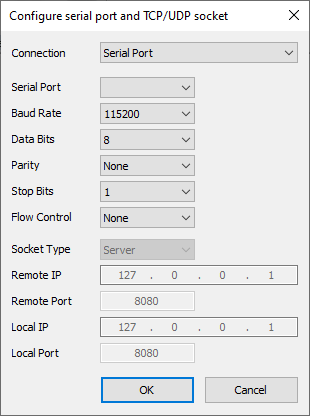 Configure serial port and TCP/UDP socket
Connection Serial Port
Serial Port
Baud Rate 115200
Data Bits 8
Parity None
Stop Bits 1
Flow Control None
Socket Type Server
Remote IP 127 . 0 . 0 . 1
Remote Port 8080
Local IP 127 . 0 . 0 . 1
Local Port 8080
OK Cancel